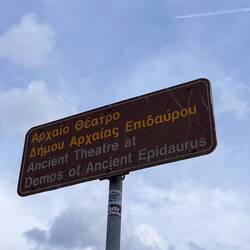 Αρχαίο Θέατρο
Δήμου Αρχαίας Επιδαύρου
Ancient Theatre at
Demos of Ancient Epidaurus